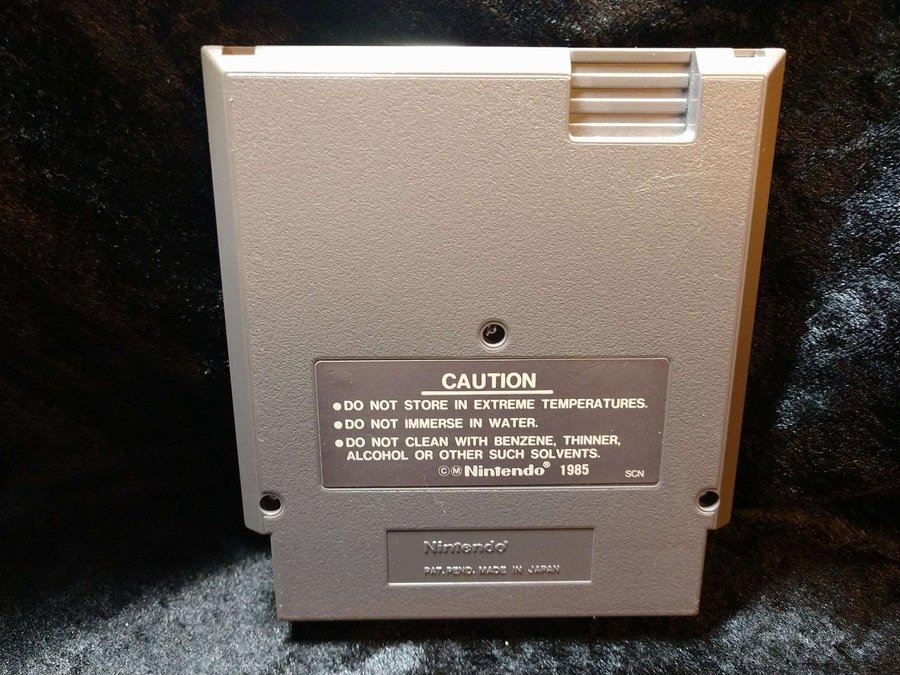 CAUTION
●DO NOT STORE IN EXTREME TEMPERATURES.
●DO NOT IMMERSE IN WATER.
●DO NOT CLEAN WITH BENZENE, THINNER,
ALCOHOL OR OTHER SUCH SOLVENTS.
©Ⓜ Nintendo® 1985 SCN
Nintendo®
PAT. PEND. MADE IN JAPAN